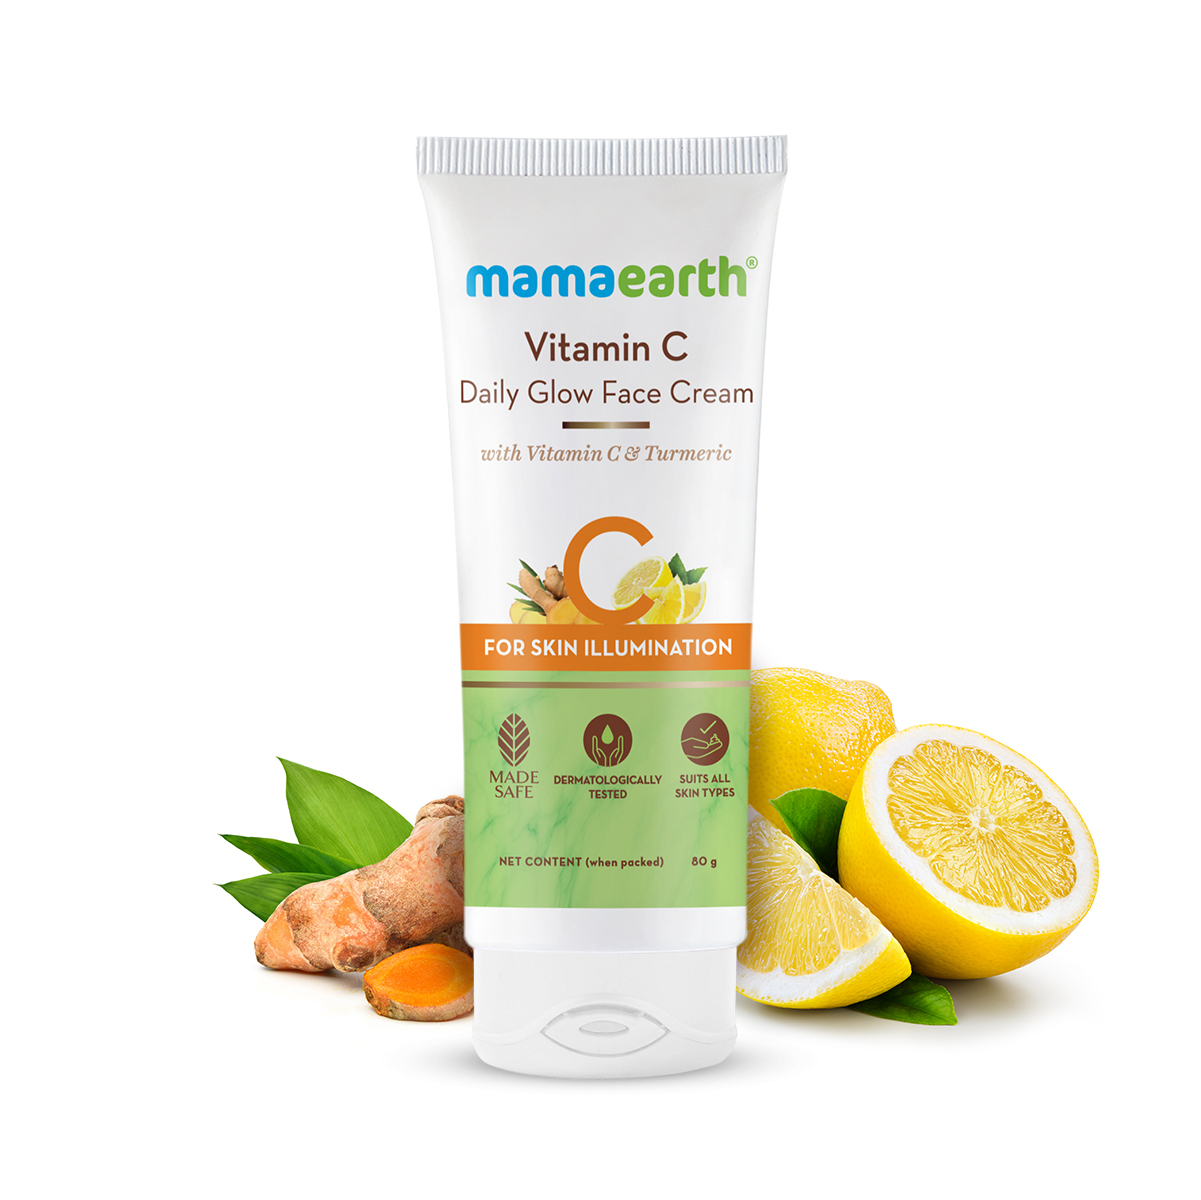 mamaearth®
Vitamin C
Daily Glow Face Cream
with Vitamin C & Turmeric
C
FOR SKIN ILLUMINATION
MADE
SAFE
DERMATOLOGICALLY
TESTED
SUITS ALL
SKIN TYPES
NET CONTENT (when packed) 80 g